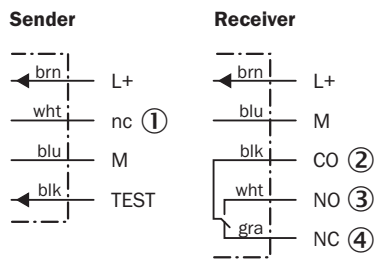 Sender
brn L+
wht nc ①
blu M
blk TEST
Receiver
brn L+
blu M
blk CO ②
wht NO ③
gra NC ④